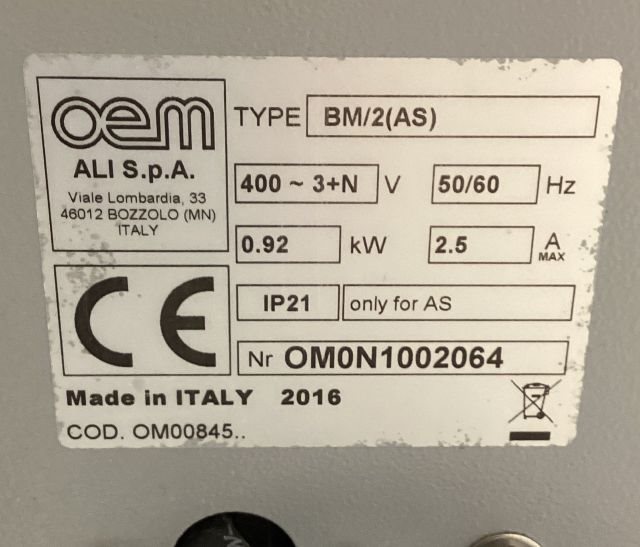 oem
ALI S.p.A.
Viale Lombardia, 33
46012 BOZZOLO (MN)
ITALY
TYPE BM/2(AS)
400 ~ 3+N V 50/60 Hz
0.92 kW 2.5 A MAX
CE
IP21 only for AS
Nr OM0N1002064
Made in ITALY 2016
COD. OM00845..